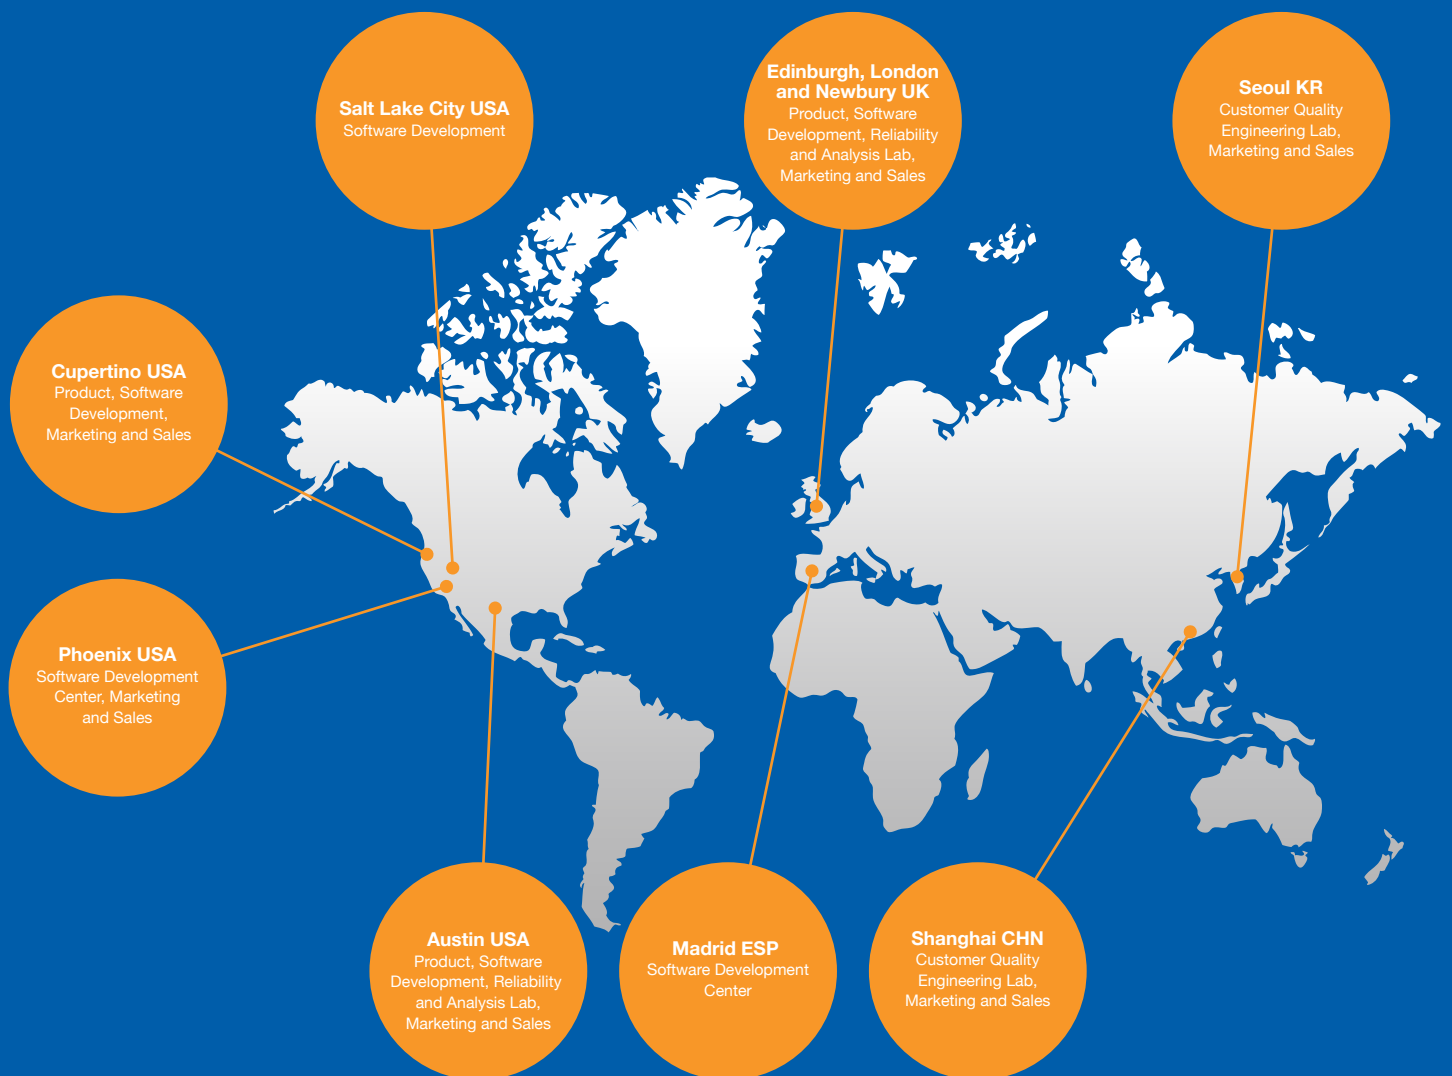 Salt Lake City USA
Software Development
Edinburgh, London
and Newbury UK
Product, Software
Development, Reliability
and Analysis Lab,
Marketing and Sales
Seoul KR
Customer Quality
Engineering Lab,
Marketing and Sales
Cupertino USA
Product, Software
Development,
Marketing and Sales
Phoenix USA
Software Development
Center, Marketing
and Sales
Austin USA
Product, Software
Development, Reliability
and Analysis Lab,
Marketing and Sales
Madrid ESP
Software Development
Center
Shanghai CHN
Customer Quality
Engineering Lab,
Marketing and Sales